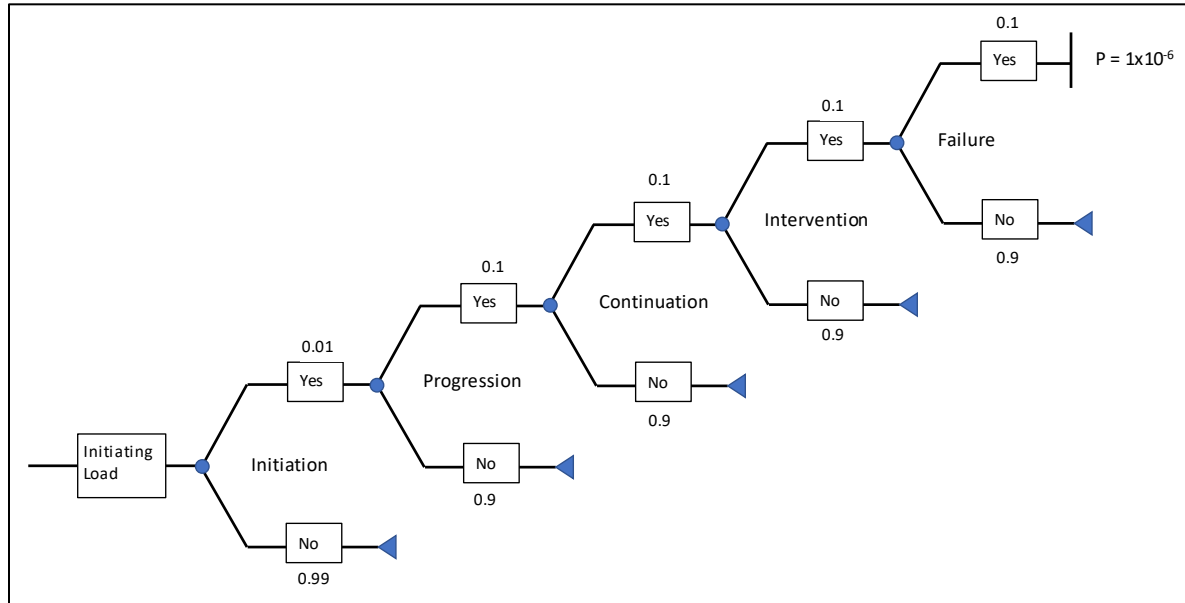 0.1
Yes
P = 1x10⁻⁶
0.1
Yes
Failure
0.1
Yes
Intervention
No
0.9
0.1
Yes
Continuation
No
0.9
0.01
Yes
Progression
No
0.9
Initiating
Load
Initiation
No
0.9
No
0.99